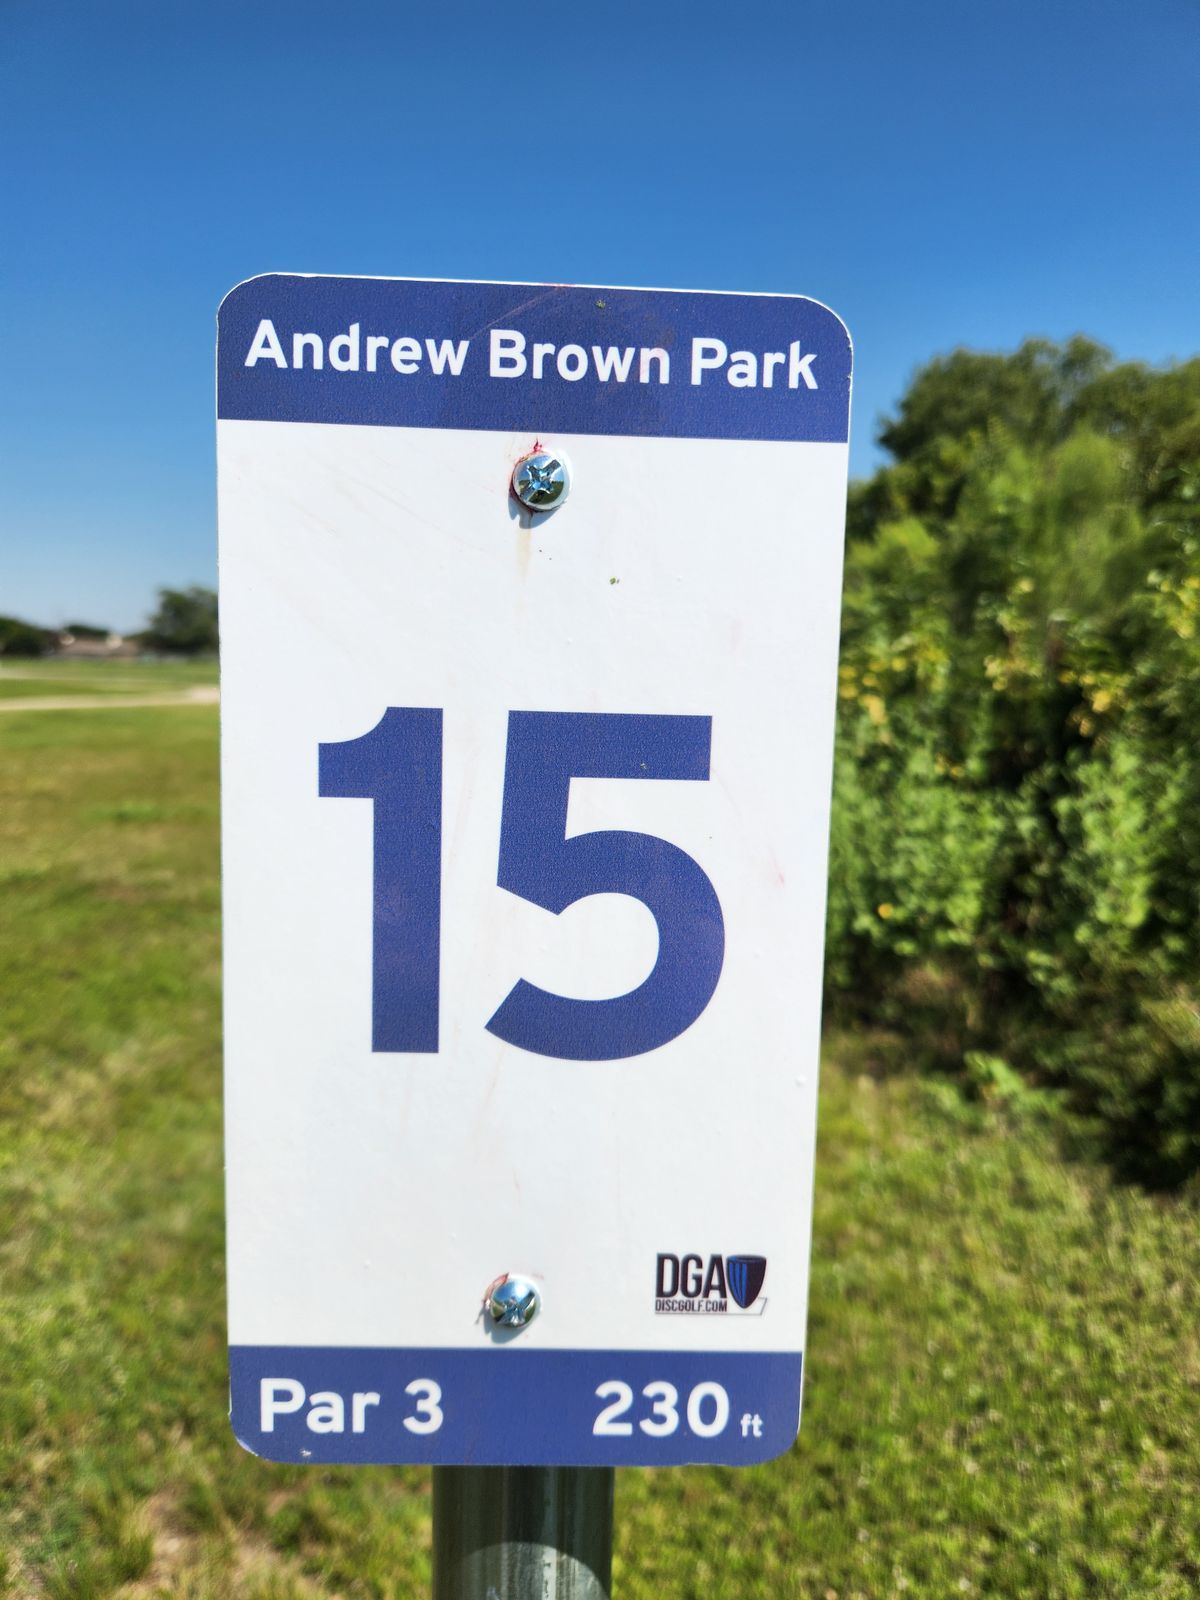 Andrew Brown Park
15
DGA
DISCGOLF.COM
Par 3 230 ft